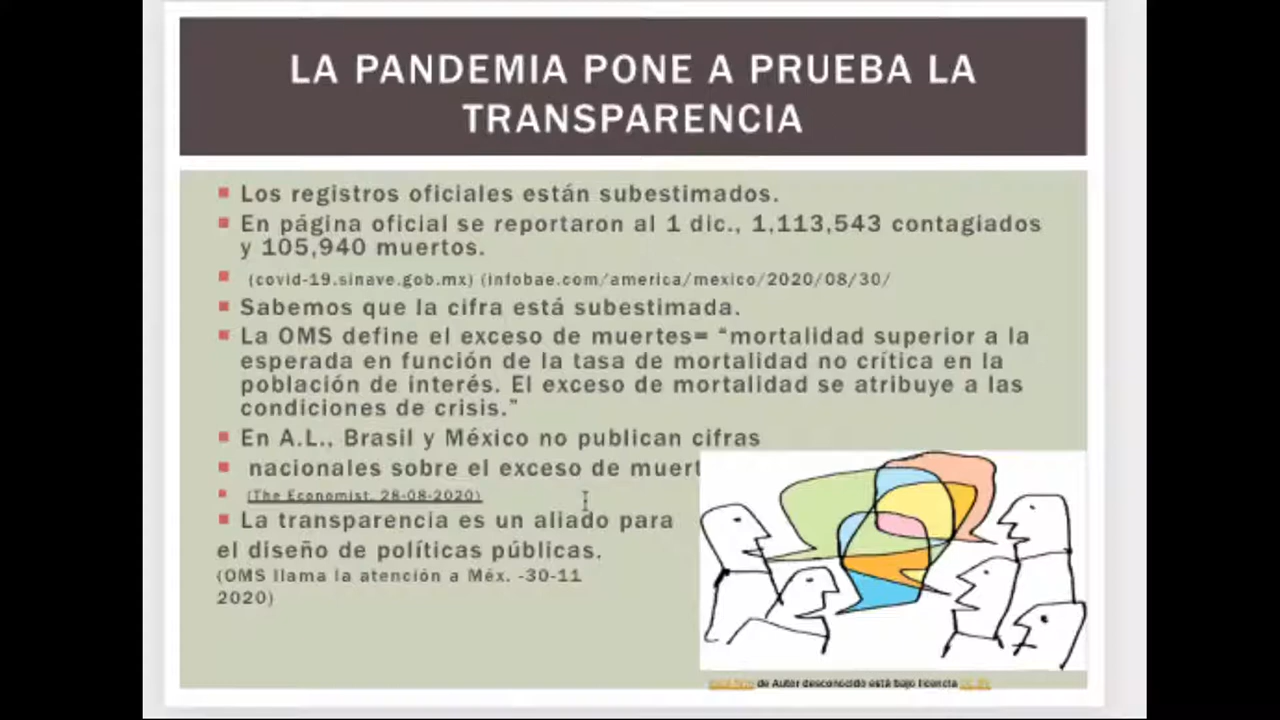 LA PANDEMIA PONE A PRUEBA LA
TRANSPARENCIA
Los registros oficiales están subestimados.
En página oficial se reportaron al 1 dic., 1,113,543 contagiados
y 105,940 muertos.
(covid-19.sinave.gob.mx) (infobae.com/america/mexico/2020/08/30/
Sabemos que la cifra está subestimada.
La OMS define el exceso de muertes= “mortalidad superior a la
esperada en función de la tasa de mortalidad no crítica en la
población de interés. El exceso de mortalidad se atribuye a las
condiciones de crisis.”
En A.L., Brasil y México no publican cifras
nacionales sobre el exceso de muert
(The Economist, 28-08-2020)
La transparencia es un aliado para
el diseño de políticas públicas.
(OMS llama la atención a Méx. -30-11
2020)
de Autor desconocido está bajo licencia